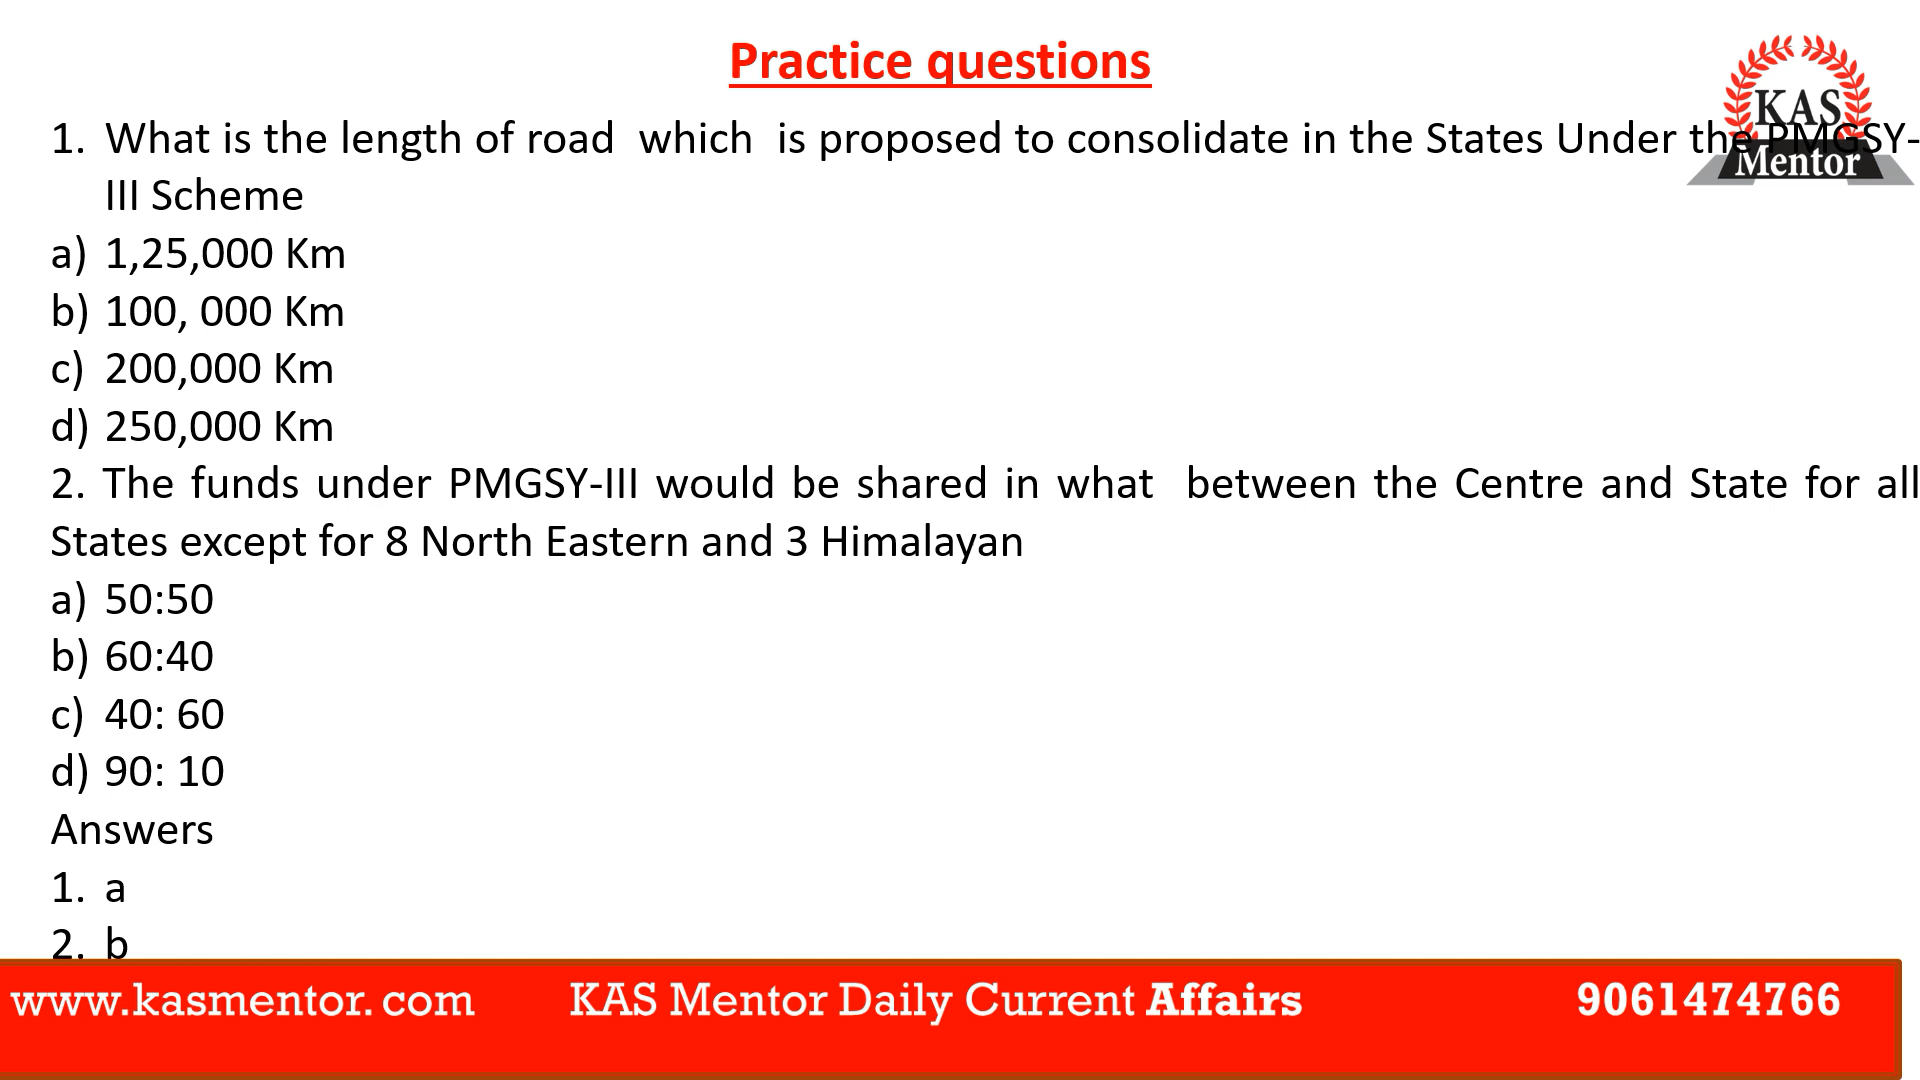 Practice questions
KAS
Mentor
1. What is the length of road which is proposed to consolidate in the States Under the PMGSY-
III Scheme
a) 1,25,000 Km
b) 100, 000 Km
c) 200,000 Km
d) 250,000 Km
2. The funds under PMGSY-III would be shared in what between the Centre and State for all
States except for 8 North Eastern and 3 Himalayan
a) 50:50
b) 60:40
c) 40: 60
d) 90: 10
Answers
1. a
2. b
www.kasmentor. com KAS Mentor Daily Current Affairs 9061474766